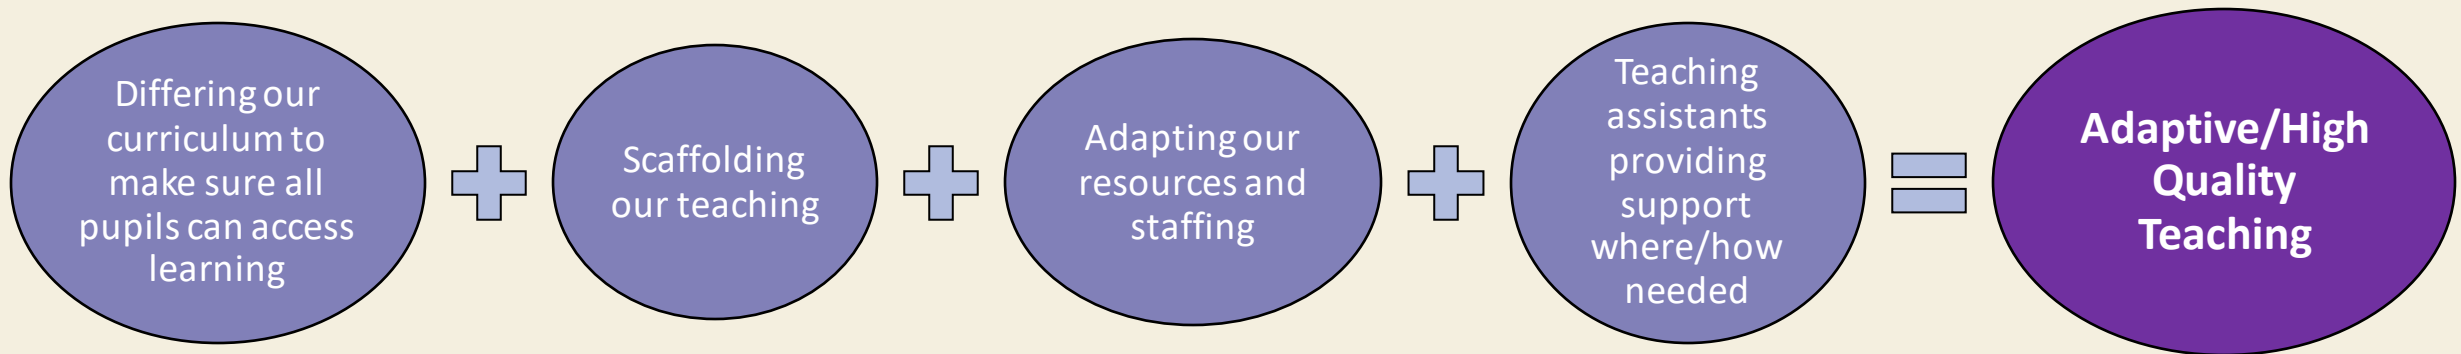 Differing our
curriculum to
make sure all
pupils can access
learning
Scaffolding
our teaching
Adapting our
resources and
staffing
Teaching
assistants
providing
support
where/how
needed
Adaptive/High
Quality
Teaching